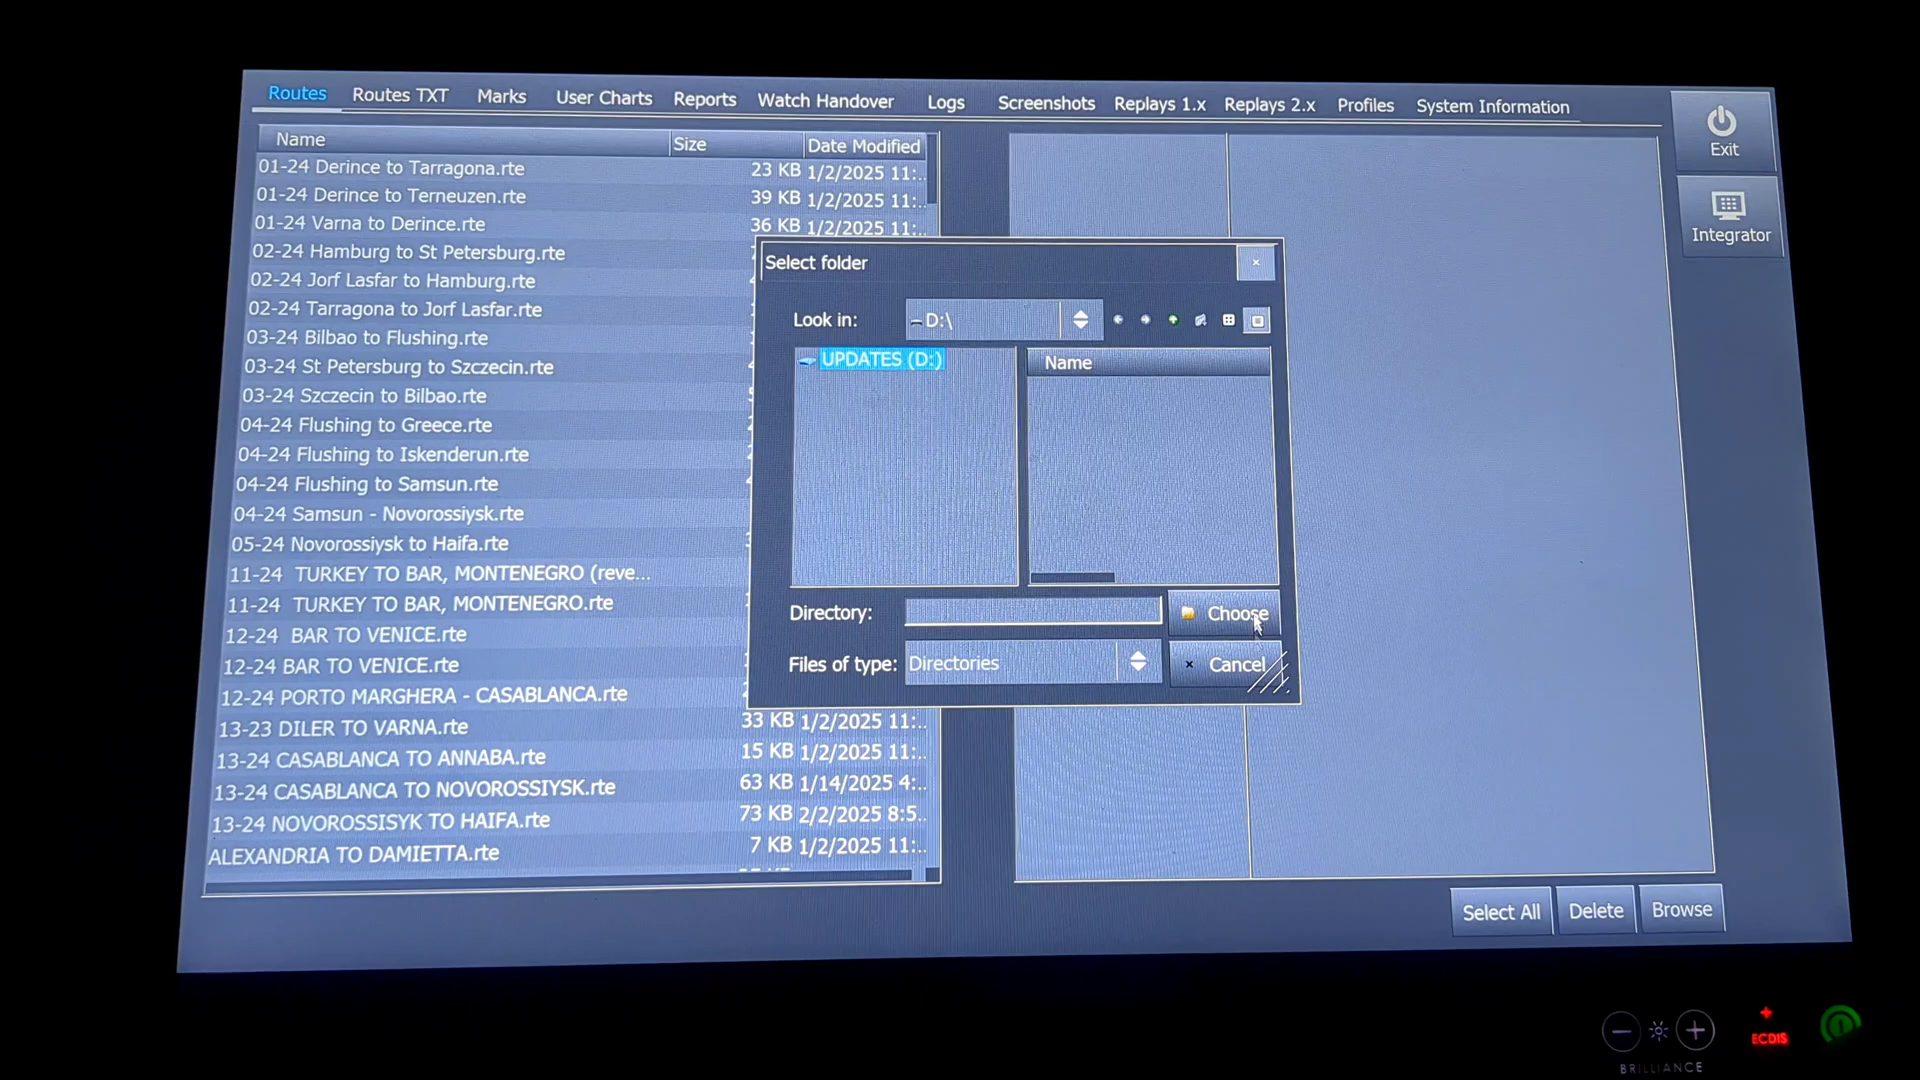 Routes Routes TXT Marks User Charts Reports Watch Handover Logs Screenshots Replays 1.x Replays 2.x Profiles System Information
Exit
Integrator
Name Size Date Modified
01-24 Derince to Tarragona.rte 23 KB 1/2/2025 11:..
01-24 Derince to Terneuzen.rte 39 KB 1/2/2025 11:..
01-24 Varna to Derince.rte 36 KB 1/2/2025 11:..
02-24 Hamburg to St Petersburg.rte
02-24 Jorf Lasfar to Hamburg.rte
02-24 Tarragona to Jorf Lasfar.rte
03-24 Bilbao to Flushing.rte
03-24 St Petersburg to Szczecin.rte
03-24 Szczecin to Bilbao.rte
04-24 Flushing to Greece.rte
04-24 Flushing to Iskenderun.rte
04-24 Flushing to Samsun.rte
04-24 Samsun - Novorossiysk.rte
05-24 Novorossiysk to Haifa.rte
11-24 TURKEY TO BAR, MONTENEGRO (reve...
11-24 TURKEY TO BAR, MONTENEGRO.rte
12-24 BAR TO VENICE.rte
12-24 BAR TO VENICE.rte
12-24 PORTO MARGHERA - CASABLANCA.rte
13-23 DILER TO VARNA.rte 33 KB 1/2/2025 11:..
13-24 CASABLANCA TO ANNABA.rte 15 KB 1/2/2025 11:..
13-24 CASABLANCA TO NOVOROSSIYSK.rte 63 KB 1/14/2025 4:..
13-24 NOVOROSSISYK TO HAIFA.rte 73 KB 2/2/2025 8:5..
ALEXANDRIA TO DAMIETTA.rte 7 KB 1/2/2025 11:..
Select folder
Look in: D:\
UPDATES (D:)
Name
Directory: Choose
Files of type: Directories Cancel
Select All Delete Browse
BRILLIANCE
ECDIS